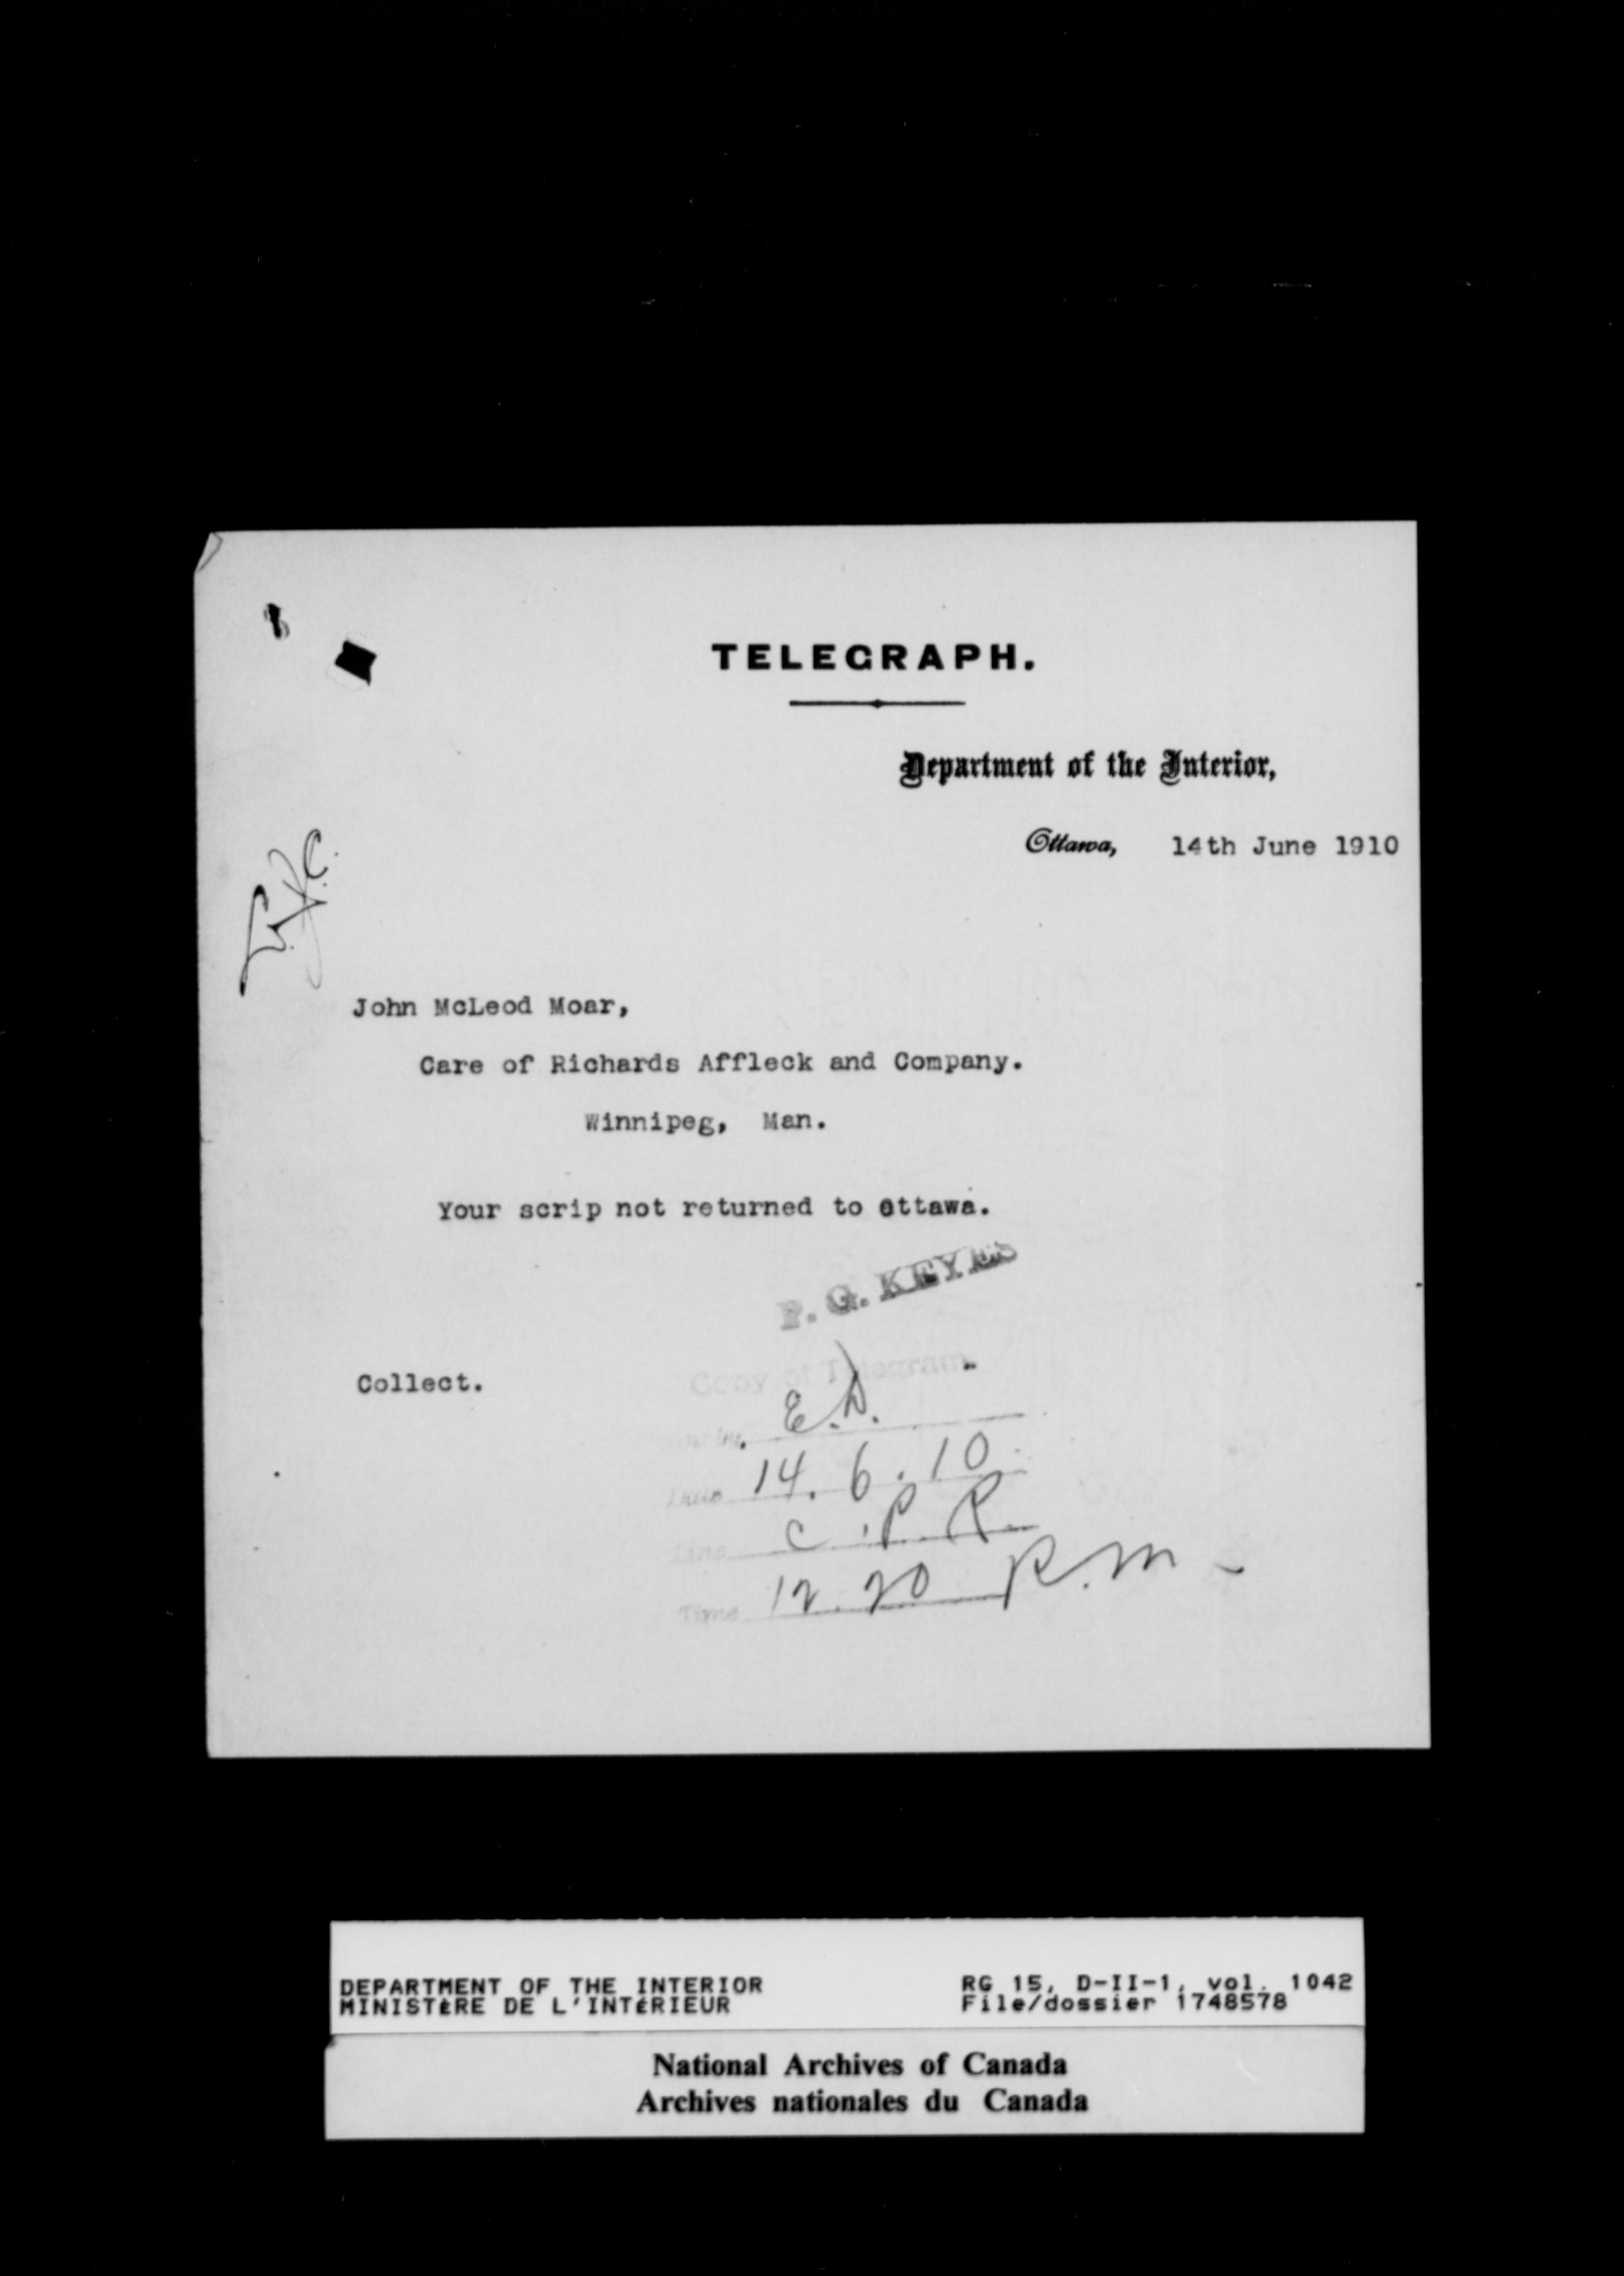 TELEGRAPH.
Department of the Interior,
Ottawa, 14th June 1910
John McLeod Moar,
Care of Richards Affleck and Company.
Winnipeg, Man.
Your scrip not returned to Ottawa.
P. G. KEYES
Collect.
Copy of Telegram
E.D.
Date 14. 6. 10
Line C.P.R.
Time 12.20 P.m
DEPARTMENT OF THE INTERIOR
MINISTÈRE DE L'INTÉRIEUR
RG 15, D-II-1, vol. 1042
File/dossier 1748578
National Archives of Canada
Archives nationales du Canada